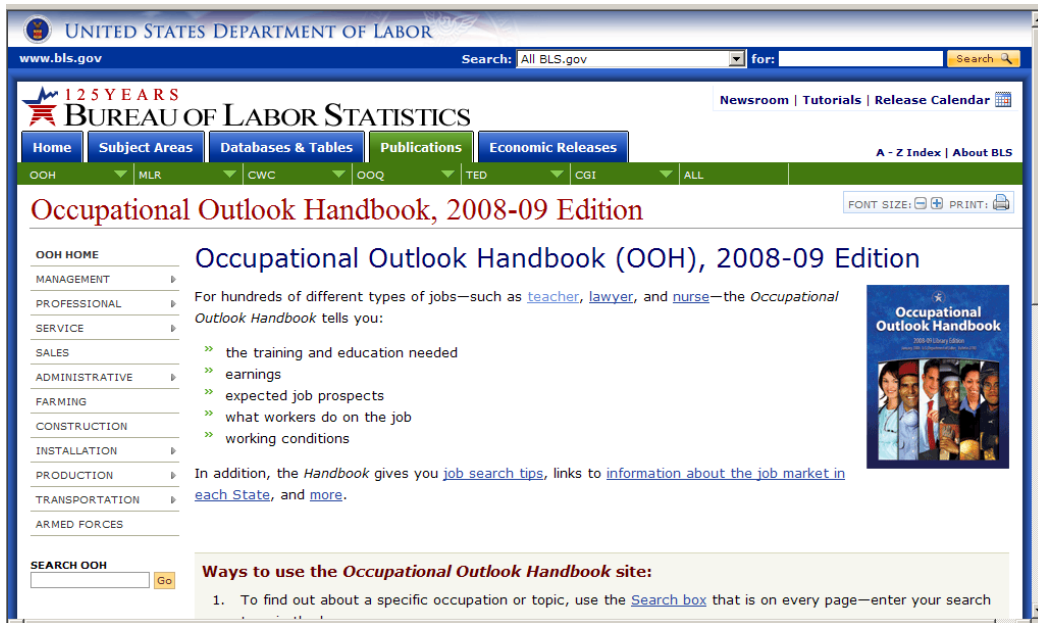 UNITED STATES DEPARTMENT OF LABOR
www.bls.gov Search: All BLS.gov for: Search
125 YEARS
BUREAU OF LABOR STATISTICS
Newsroom | Tutorials | Release Calendar
Home Subject Areas Databases & Tables Publications Economic Releases
A - Z Index | About BLS
OOH MLR CWC OOQ TED CGI ALL
Occupational Outlook Handbook, 2008-09 Edition
FONT SIZE: PRINT:
OOH HOME
MANAGEMENT
PROFESSIONAL
SERVICE
SALES
ADMINISTRATIVE
FARMING
CONSTRUCTION
INSTALLATION
PRODUCTION
TRANSPORTATION
ARMED FORCES
SEARCH OOH
Go
Occupational Outlook Handbook (OOH), 2008-09 Edition
For hundreds of different types of jobs—such as teacher, lawyer, and nurse—the Occupational
Outlook Handbook tells you:
» the training and education needed
» earnings
» expected job prospects
» what workers do on the job
» working conditions
In addition, the Handbook gives you job search tips, links to information about the job market in
each State, and more.
Occupational
Outlook Handbook
2008-09 Library Edition
Ways to use the Occupational Outlook Handbook site:
1. To find out about a specific occupation or topic, use the Search box that is on every page—enter your search